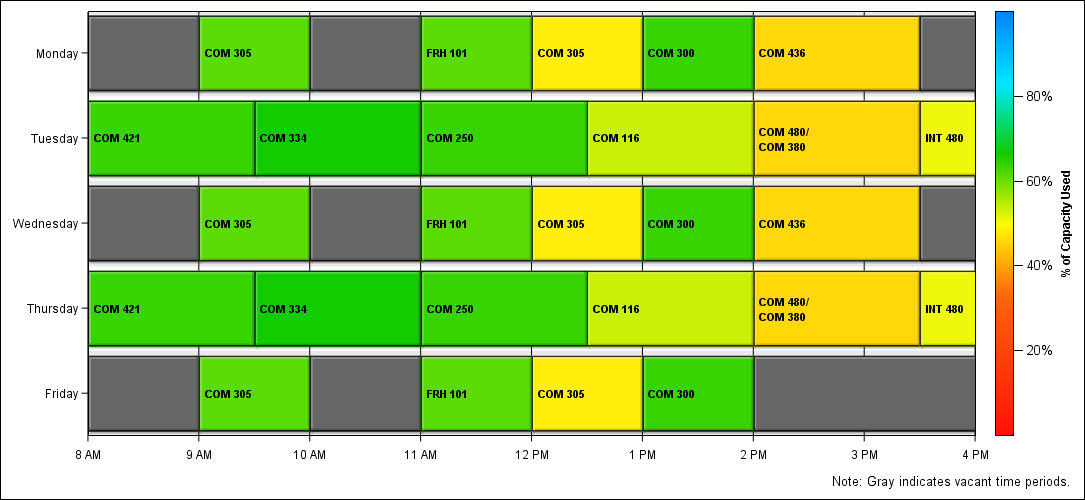 Monday
COM 305
FRH 101
COM 305
COM 300
COM 436
Tuesday
COM 421
COM 334
COM 250
COM 116
COM 480/
COM 380
INT 480
Wednesday
COM 305
FRH 101
COM 305
COM 300
COM 436
Thursday
COM 421
COM 334
COM 250
COM 116
COM 480/
COM 380
INT 480
Friday
COM 305
FRH 101
COM 305
COM 300
8 AM
9 AM
10 AM
11 AM
12 PM
1 PM
2 PM
3 PM
4 PM
80%
60%
40%
20%
% of Capacity Used
Note: Gray indicates vacant time periods.